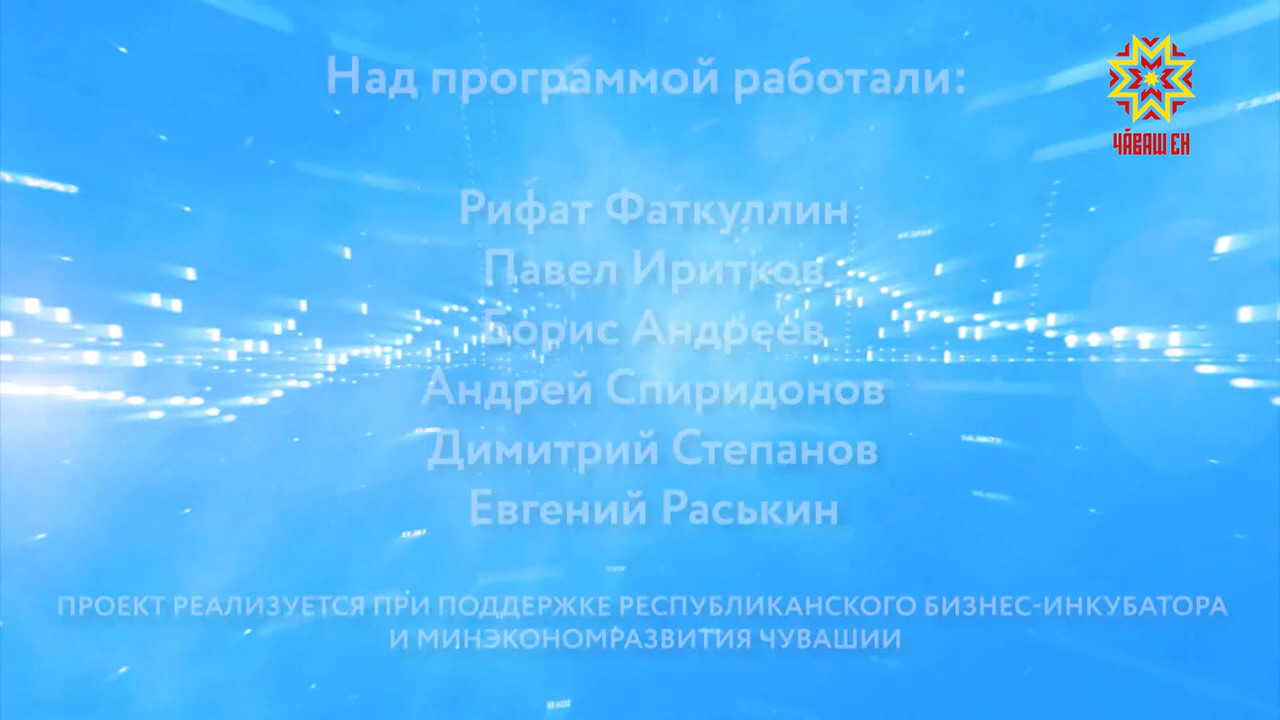 Над программой работали:
ЧӐВАШ ЕН
Рифат Фаткуллин
Павел Иритков
Борис Андреев
Андрей Спиридонов
Димитрий Степанов
Евгений Раськин
ПРОЕКТ РЕАЛИЗУЕТСЯ ПРИ ПОДДЕРЖКЕ РЕСПУБЛИКАНСКОГО БИЗНЕС-ИНКУБАТОРА
И МИНЭКОНОМРАЗВИТИЯ ЧУВАШИИ